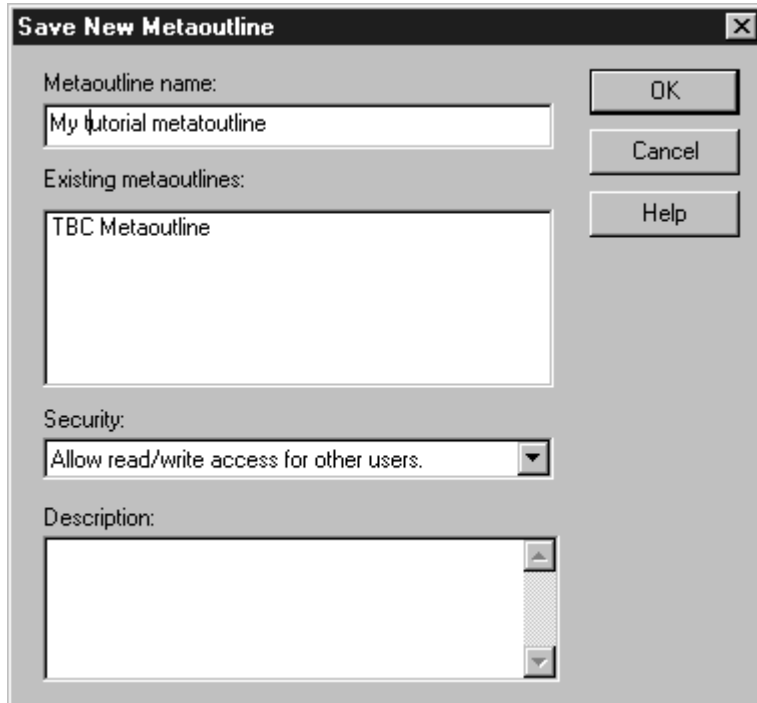 Save New Metaoutline
Metaoutline name:
OK
My tutorial metatoutline
Cancel
Existing metaoutlines:
Help
TBC Metaoutline
Security:
Allow read/write access for other users.
Description: